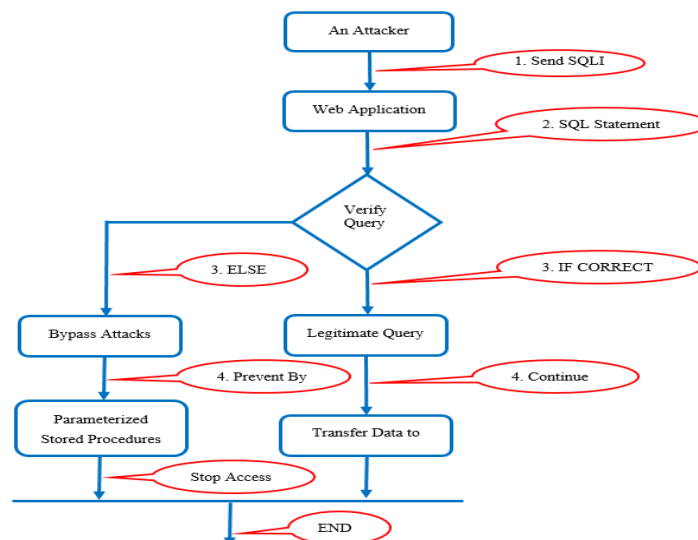 An Attacker
1. Send SQLI
Web Application
2. SQL Statement
Verify
Query
3. ELSE
3. IF CORRECT
Bypass Attacks
Legitimate Query
4. Prevent By
4. Continue
Parameterized
Stored Procedures
Transfer Data to
Stop Access
END